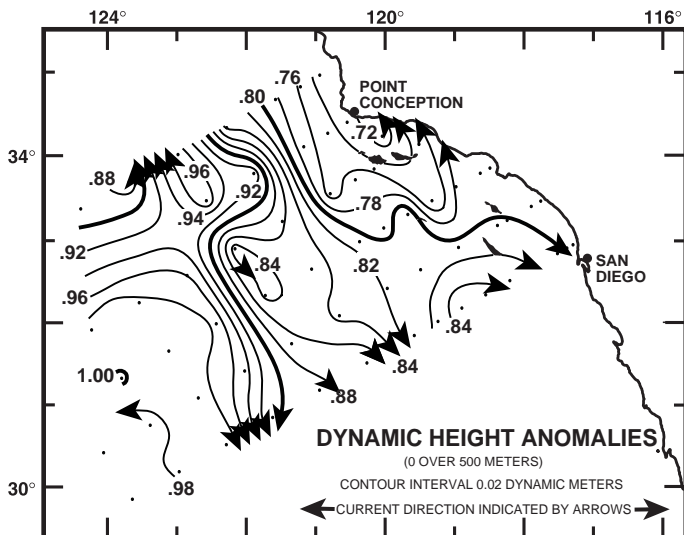 124°
120°
116°
.76
POINT
CONCEPTION
.80
.72
34°
.96
.88
.92
.78
.94
.92
.84
.82
SAN
DIEGO
.96
.84
1.00
.84
.88
DYNAMIC HEIGHT ANOMALIES
(0 OVER 500 METERS)
CONTOUR INTERVAL 0.02 DYNAMIC METERS
30°
.98
CURRENT DIRECTION INDICATED BY ARROWS